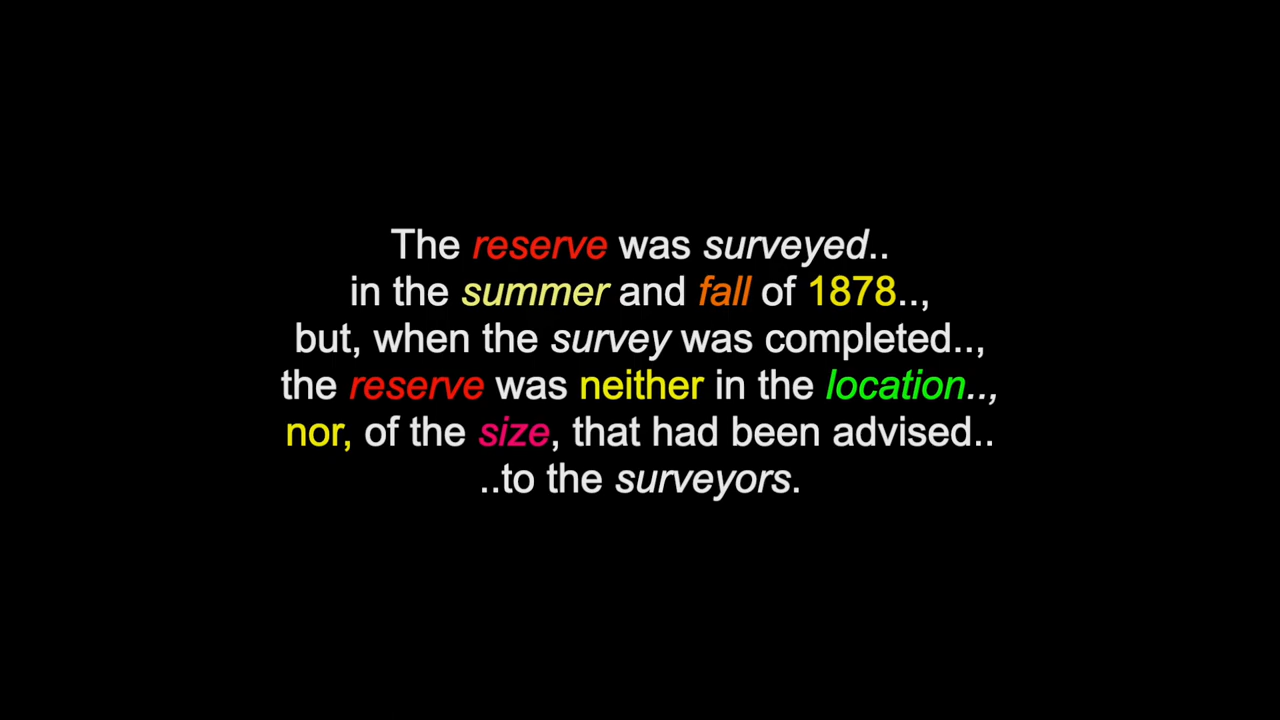 The reserve was surveyed..
in the summer and fall of 1878..,
but, when the survey was completed..,
the reserve was neither in the location..,
nor, of the size, that had been advised..
..to the surveyors.